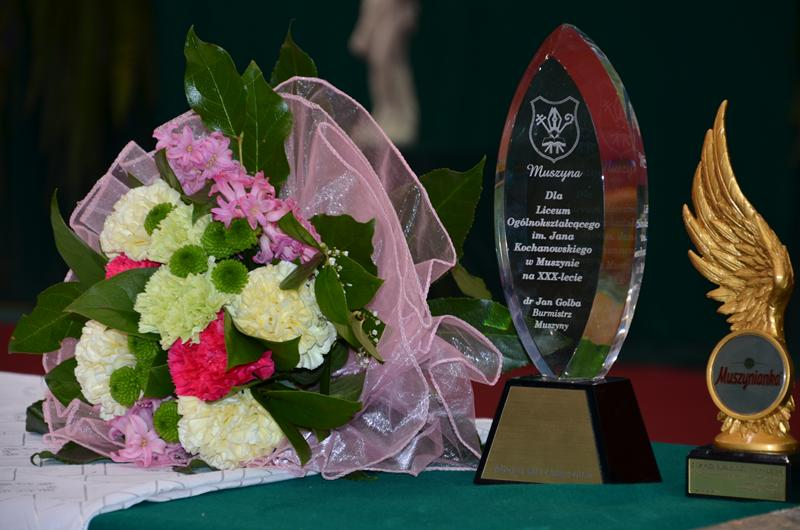 Muszyna
Dla
Liceum
Ogólnokształcącego
im. Jana
Kochanowskiego
w Muszynie
na XXX-lecie
dr Jan Golba
Burmistrz
Muszyny
Muszynianka